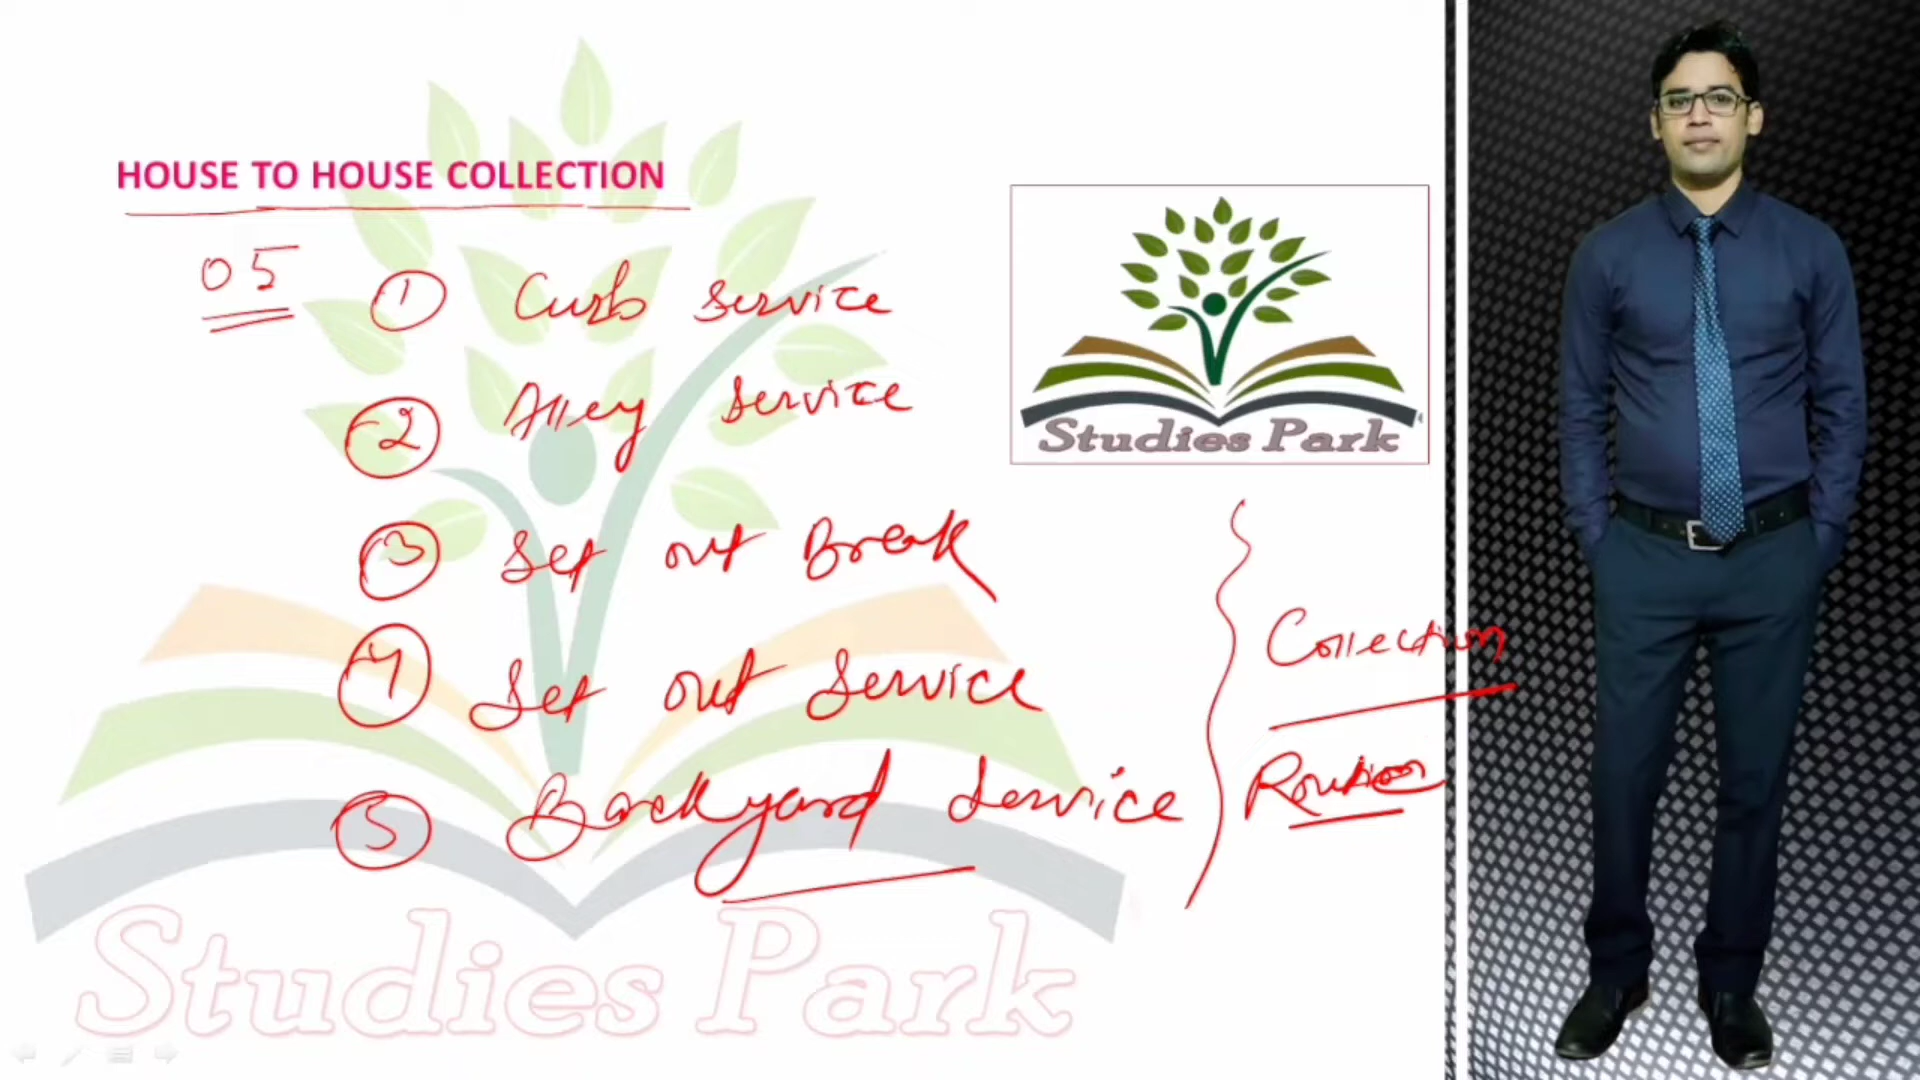 HOUSE TO HOUSE COLLECTION
05
1 Curb Service
2 Alley Service
3 Set out Break
4 Set out Service
5 Backyard Service
Collection
Studies Park
Studies Park